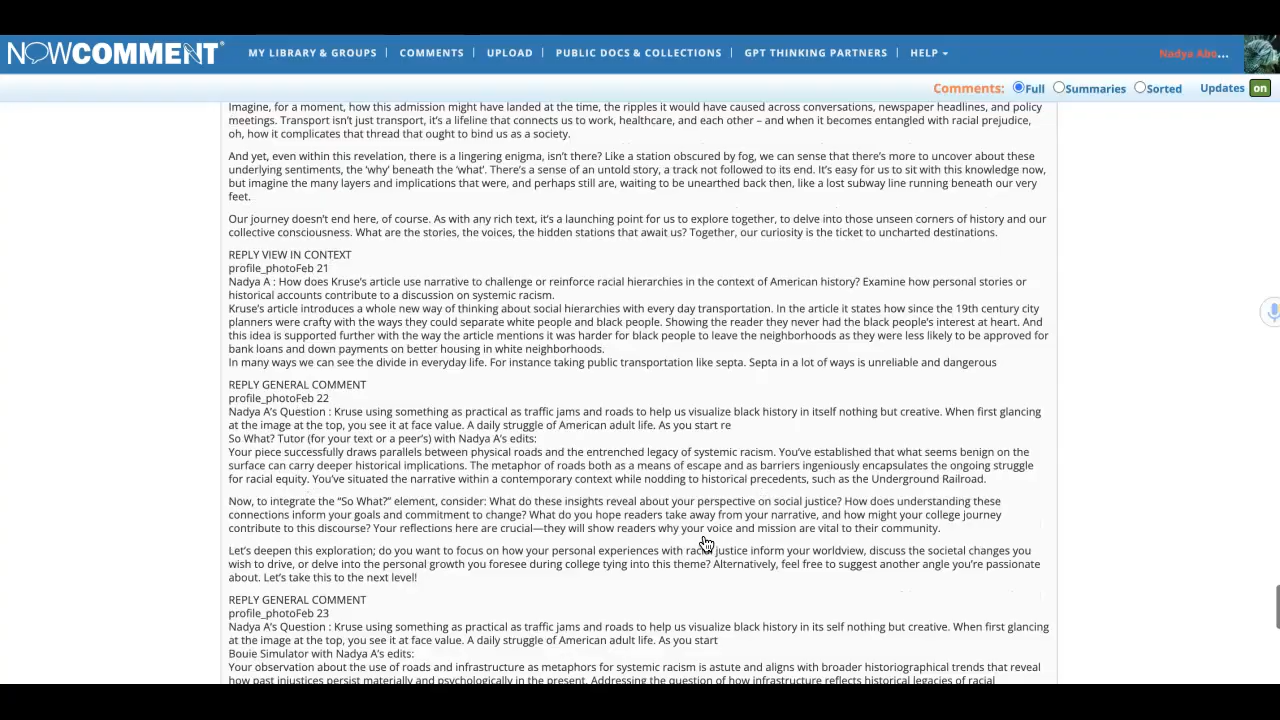 NOWCOMMENT®
MY LIBRARY & GROUPS | COMMENTS | UPLOAD | PUBLIC DOCS & COLLECTIONS | GPT THINKING PARTNERS | HELP
Nadya Abo...
Comments: Full Summaries Sorted Updates on
Imagine, for a moment, how this admission might have landed at the time, the ripples it would have caused across conversations, newspaper headlines, and policy
meetings. Transport isn’t just transport, it’s a lifeline that connects us to work, healthcare, and each other – and when it becomes entangled with racial prejudice,
oh, how it complicates that thread that ought to bind us as a society.
And yet, even within this revelation, there is a lingering enigma, isn’t there? Like a station obscured by fog, we can sense that there’s more to uncover about these
underlying sentiments, the ‘why’ beneath the ‘what’. There’s a sense of an untold story, a track not followed to its end. It’s easy for us to sit with this knowledge now,
but imagine the many layers and implications that were, and perhaps still are, waiting to be unearthed back then, like a lost subway line running beneath our very
feet.
Our journey doesn’t end here, of course. As with any rich text, it’s a launching point for us to explore together, to delve into those unseen corners of history and our
collective consciousness. What are the stories, the voices, the hidden stations that await us? Together, our curiosity is the ticket to uncharted destinations.
REPLY VIEW IN CONTEXT
profile_photoFeb 21
Nadya A : How does Kruse’s article use narrative to challenge or reinforce racial hierarchies in the context of American history? Examine how personal stories or
historical accounts contribute to a discussion on systemic racism.
Kruse’s article introduces a whole new way of thinking about social hierarchies with every day transportation. In the article it states how since the 19th century city
planners were crafty with the ways they could separate white people and black people. Showing the reader they never had the black people’s interest at heart. And
this idea is supported further with the way the article mentions it was harder for black people to leave the neighborhoods as they were less likely to be approved for
bank loans and down payments on better housing in white neighborhoods.
In many ways we can see the divide in everyday life. For instance taking public transportation like septa. Septa in a lot of ways is unreliable and dangerous
REPLY GENERAL COMMENT
profile_photoFeb 22
Nadya A’s Question : Kruse using something as practical as traffic jams and roads to help us visualize black history in itself nothing but creative. When first glancing
at the image at the top, you see it at face value. A daily struggle of American adult life. As you start re
So What? Tutor (for your text or a peer’s) with Nadya A’s edits:
Your piece successfully draws parallels between physical roads and the entrenched legacy of systemic racism. You’ve established that what seems benign on the
surface can carry deeper historical implications. The metaphor of roads both as a means of escape and as barriers ingeniously encapsulates the ongoing struggle
for racial equity. You’ve situated the narrative within a contemporary context while nodding to historical precedents, such as the Underground Railroad.
Now, to integrate the “So What?” element, consider: What do these insights reveal about your perspective on social justice? How does understanding these
connections inform your goals and commitment to change? What do you hope readers take away from your narrative, and how might your college journey
contribute to this discourse? Your reflections here are crucial—they will show readers why your voice and mission are vital to their community.
Let’s deepen this exploration; do you want to focus on how your personal experiences with racial justice inform your worldview, discuss the societal changes you
wish to drive, or delve into the personal growth you foresee during college tying into this theme? Alternatively, feel free to suggest another angle you’re passionate
about. Let’s take this to the next level!
REPLY GENERAL COMMENT
profile_photoFeb 23
Nadya A’s Question : Kruse using something as practical as traffic jams and roads to help us visualize black history in its self nothing but creative. When first glancing
at the image at the top, you see it at face value. A daily struggle of American adult life. As you start
Bouie Simulator with Nadya A’s edits:
Your observation about the use of roads and infrastructure as metaphors for systemic racism is astute and aligns with broader historiographical trends that reveal
how past injustices persist materially and psychologically in the present. Addressing the question of how infrastructure reflects historical legacies of racial